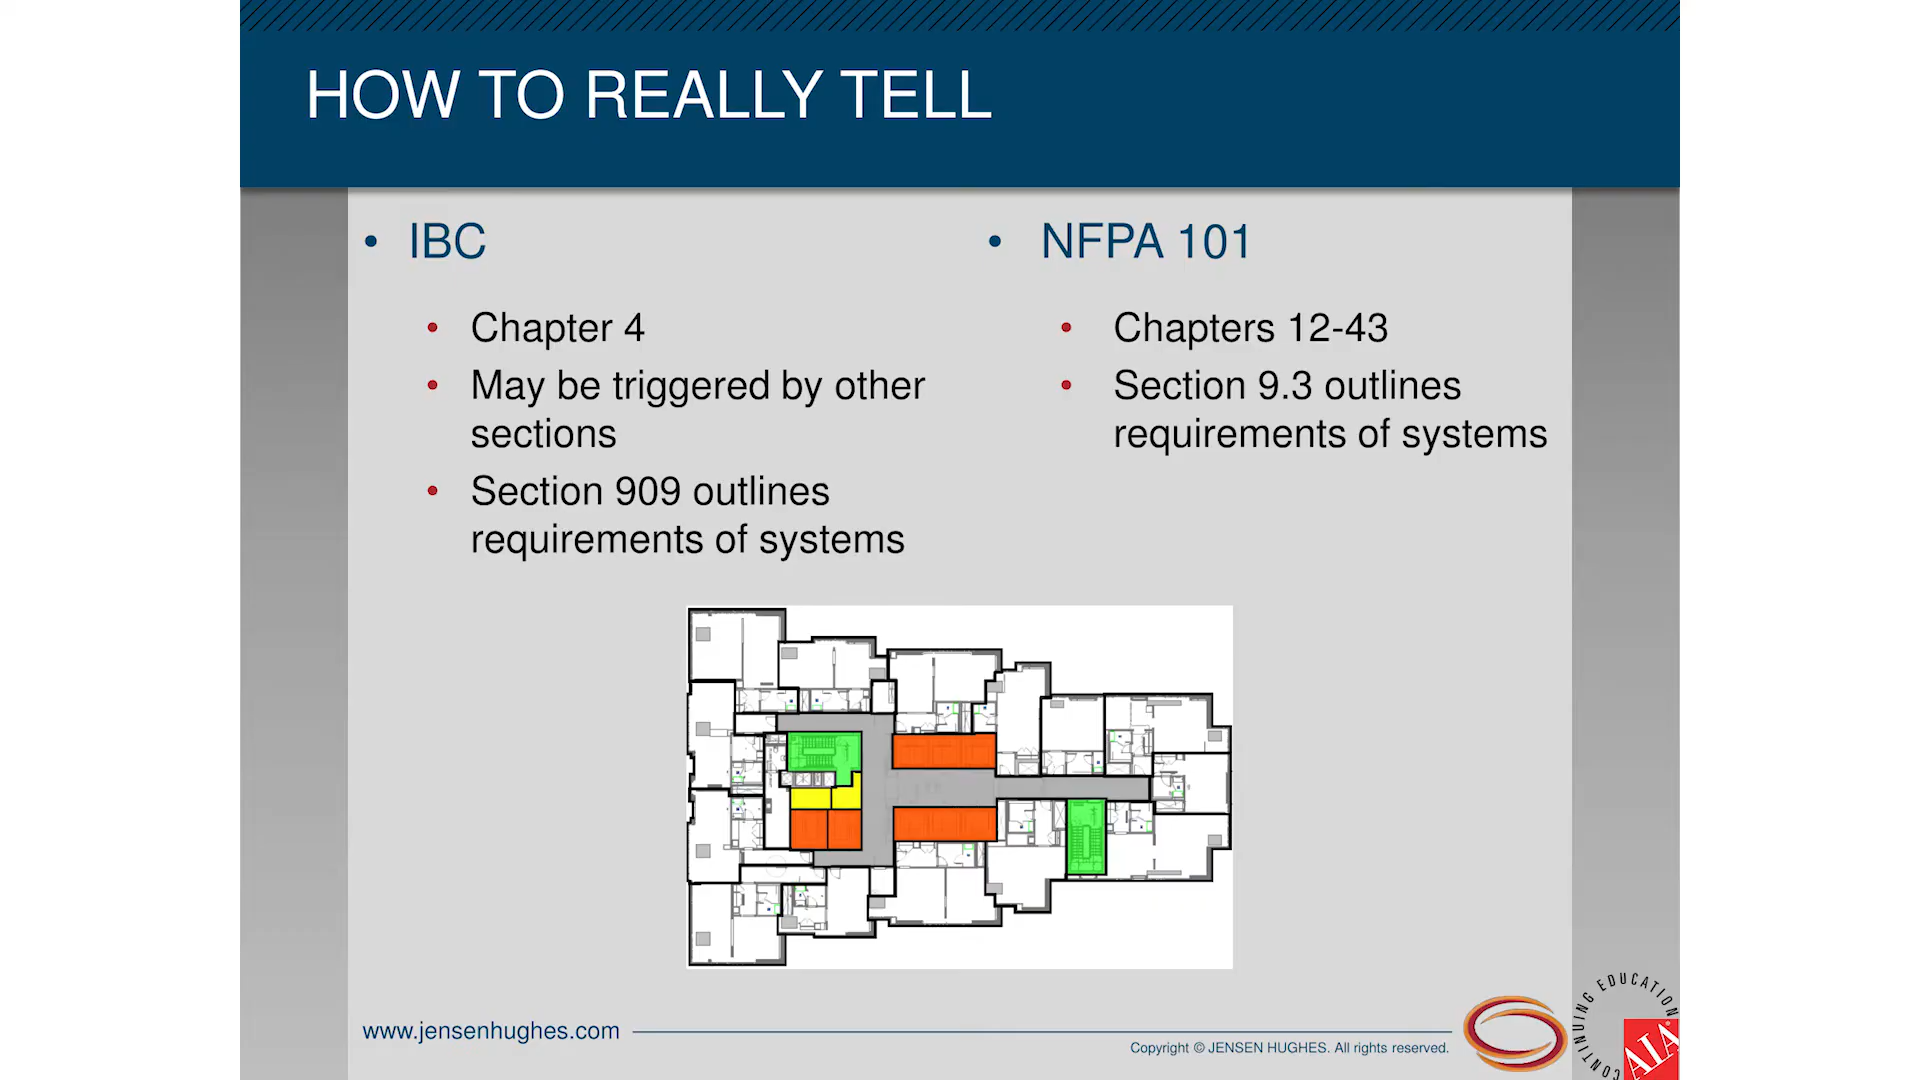 HOW TO REALLY TELL
• IBC
• Chapter 4
• May be triggered by other
sections
• Section 909 outlines
requirements of systems
• NFPA 101
• Chapters 12-43
• Section 9.3 outlines
requirements of systems
www.jensenhughes.com
Copyright © JENSEN HUGHES. All rights reserved.
CONTINUING EDUCATION
AIA